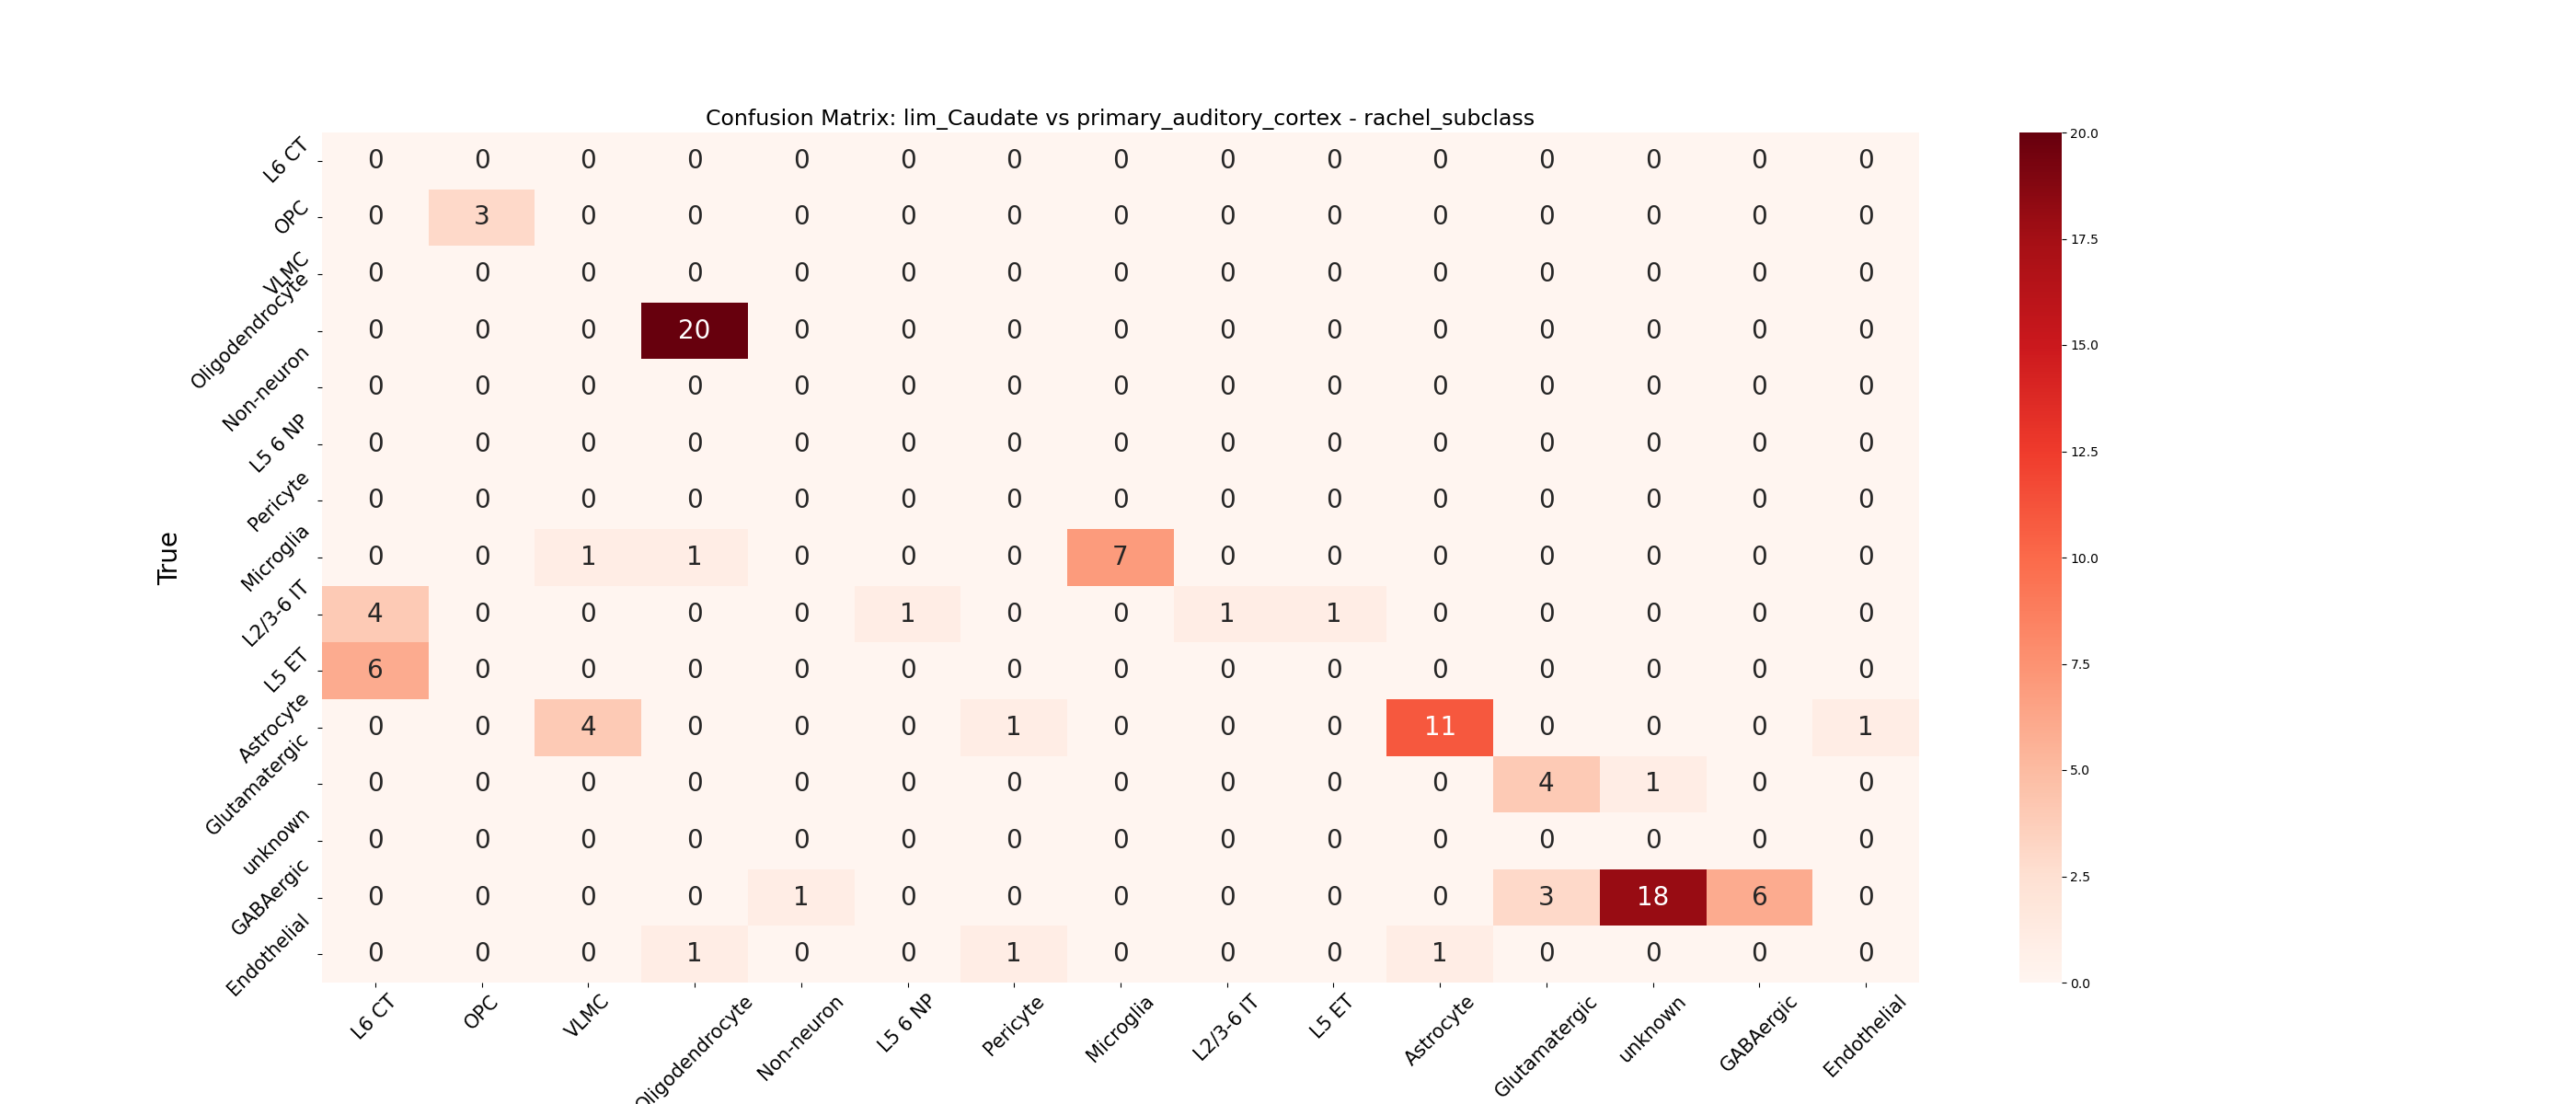 Confusion Matrix: lim_Caudate vs primary_auditory_cortex - rachel_subclass
True
L6 CT 0 0 0 0 0 0 0 0 0 0 0 0 0 0 0
OPC 0 3 0 0 0 0 0 0 0 0 0 0 0 0 0
VLMC 0 0 0 0 0 0 0 0 0 0 0 0 0 0 0
Oligodendrocyte 0 0 0 20 0 0 0 0 0 0 0 0 0 0 0
Non-neuron 0 0 0 0 0 0 0 0 0 0 0 0 0 0 0
L5 6 NP 0 0 0 0 0 0 0 0 0 0 0 0 0 0 0
Pericyte 0 0 0 0 0 0 0 0 0 0 0 0 0 0 0
Microglia 0 0 1 1 0 0 0 7 0 0 0 0 0 0 0
L2/3-6 IT 4 0 0 0 0 1 0 0 1 1 0 0 0 0 0
L5 ET 6 0 0 0 0 0 0 0 0 0 0 0 0 0 0
Astrocyte 0 0 4 0 0 0 1 0 0 0 11 0 0 0 1
Glutamatergic 0 0 0 0 0 0 0 0 0 0 0 4 1 0 0
unknown 0 0 0 0 0 0 0 0 0 0 0 0 0 0 0
GABAergic 0 0 0 0 1 0 0 0 0 0 0 3 18 6 0
Endothelial 0 0 0 1 0 0 1 0 0 0 1 0 0 0 0
L6 CT OPC VLMC Oligodendrocyte Non-neuron L5 6 NP Pericyte Microglia L2/3-6 IT L5 ET Astrocyte Glutamatergic unknown GABAergic Endothelial
20.0
17.5
15.0
12.5
10.0
7.5
5.0
2.5
0.0